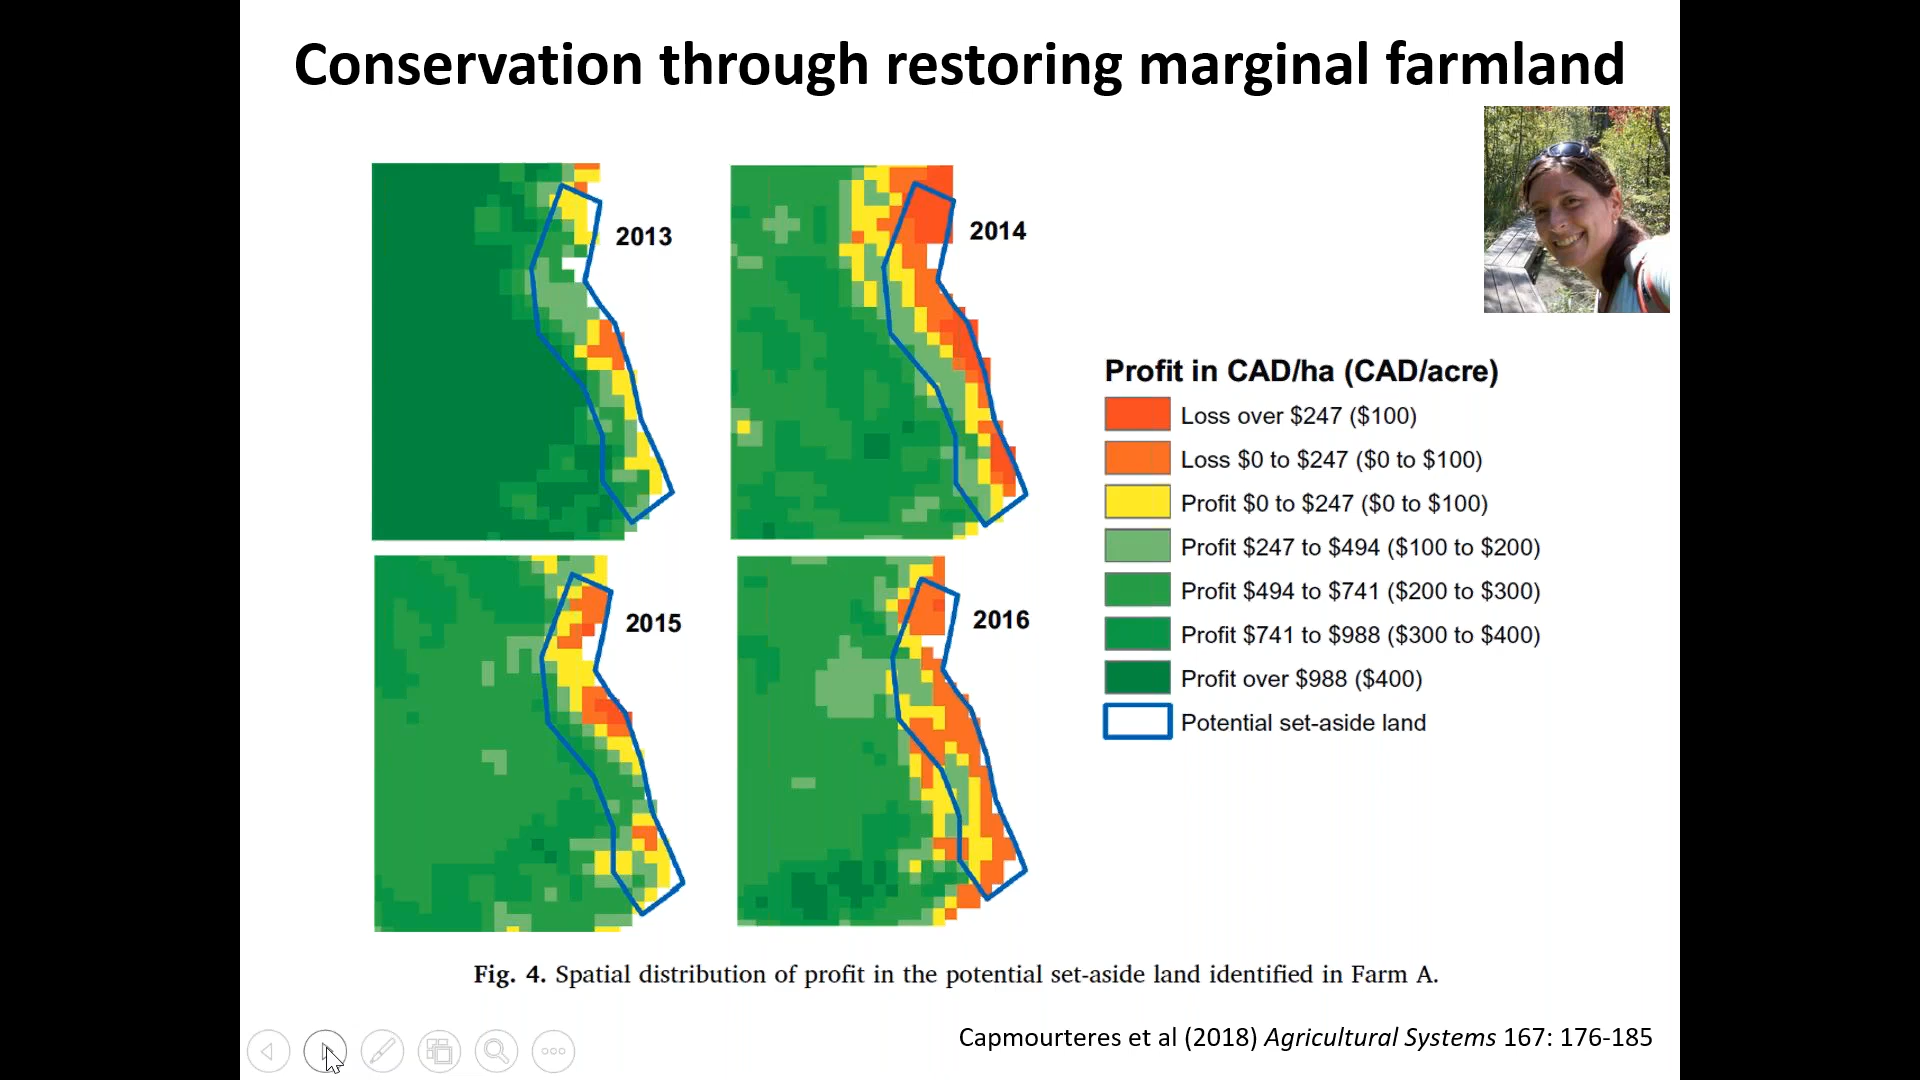 Conservation through restoring marginal farmland
2013
2014
2015
2016
Profit in CAD/ha (CAD/acre)
Loss over $247 ($100)
Loss $0 to $247 ($0 to $100)
Profit $0 to $247 ($0 to $100)
Profit $247 to $494 ($100 to $200)
Profit $494 to $741 ($200 to $300)
Profit $741 to $988 ($300 to $400)
Profit over $988 ($400)
Potential set-aside land
Fig. 4. Spatial distribution of profit in the potential set-aside land identified in Farm A.
Capmourteres et al (2018) Agricultural Systems 167: 176-185